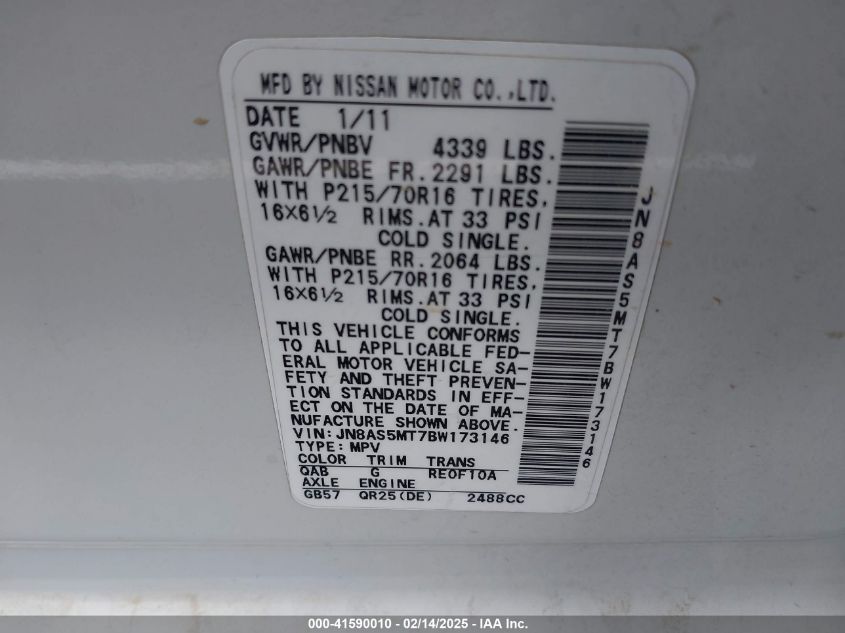 MFD BY NISSAN MOTOR CO.,LTD.
DATE 1/11
GVWR/PNBV 4339 LBS.
GAWR/PNBE FR. 2291 LBS.
WITH P215/70R16 TIRES,
16X6½ RIMS. AT 33 PSI
COLD SINGLE.
GAWR/PNBE RR. 2064 LBS.
WITH P215/70R16 TIRES,
16X6½ RIMS. AT 33 PSI
COLD SINGLE.
THIS VEHICLE CONFORMS
TO ALL APPLICABLE FED-
ERAL MOTOR VEHICLE SA-
FETY AND THEFT PREVEN-
TION STANDARDS IN EFF-
ECT ON THE DATE OF MA-
NUFACTURE SHOWN ABOVE.
VIN: JN8AS5MT7BW173146
TYPE: MPV
COLOR TRIM TRANS
QAB G RE0F10A
AXLE ENGINE
GB57 QR25(DE) 2488CC
JN8AS5MT7BW173146
000-41590010 - 02/14/2025 - IAA Inc.